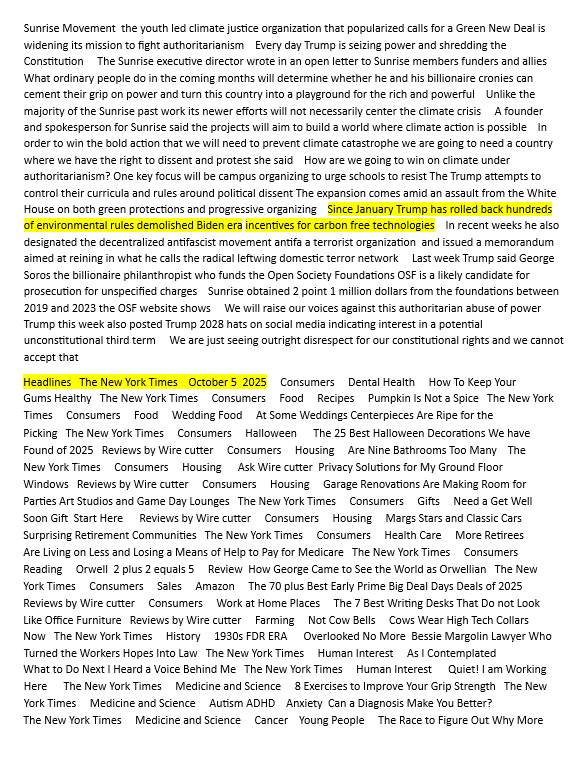 Sunrise Movement  the youth led climate justice organization that popularized calls for a Green New Deal is
widening its mission to fight authoritarianism    Every day Trump is seizing power and shredding the
Constitution    The Sunrise executive director wrote in an open letter to Sunrise members funders and allies
What ordinary people do in the coming months will determine whether he and his billionaire cronies can
cement their grip on power and turn this country into a playground for the rich and powerful    Unlike the
majority of the Sunrise past work its newer efforts will not necessarily center the climate crisis    A founder
and spokesperson for Sunrise said the projects will aim to build a world where climate action is possible    In
order to win the bold action that we will need to prevent climate catastrophe we are going to need a country
where we have the right to dissent and protest she said    How are we going to win on climate under
authoritarianism? One key focus will be campus organizing to urge schools to resist The Trump attempts to
control their curricula and rules around political dissent The expansion comes amid an assault from the White
House on both green protections and progressive organizing    Since January Trump has rolled back hundreds
of environmental rules demolished Biden era incentives for carbon free technologies    In recent weeks he also
designated the decentralized antifascist movement antifa a terrorist organization  and issued a memorandum
aimed at reining in what he calls the radical leftwing domestic terror network    Last week Trump said George
Soros the billionaire philanthropist who funds the Open Society Foundations OSF is a likely candidate for
prosecution for unspecified charges    Sunrise obtained 2 point 1 million dollars from the foundations between
2019 and 2023 the OSF website shows    We will raise our voices against this authoritarian abuse of power
Trump this week also posted Trump 2028 hats on social media indicating interest in a potential
unconstitutional third term    We are just seeing outright disrespect for our constitutional rights and we cannot
accept that
Headlines  The New York Times    October 5  2025    Consumers    Dental Health    How To Keep Your
Gums Healthy  The New York Times    Consumers    Food    Recipes    Pumpkin Is Not a Spice  The New York
Times    Consumers    Food    Wedding Food    At Some Weddings Centerpieces Are Ripe for the
Picking  The New York Times    Consumers    Halloween    The 25 Best Halloween Decorations We have
Found of 2025  Reviews by Wire cutter    Consumers    Housing    Are Nine Bathrooms Too Many    The
New York Times    Consumers    Housing    Ask Wire cutter  Privacy Solutions for My Ground Floor
Windows  Reviews by Wire cutter    Consumers    Housing    Garage Renovations Are Making Room for
Parties Art Studios and Game Day Lounges  The New York Times    Consumers    Gifts    Need a Get Well
Soon Gift  Start Here    Reviews by Wire cutter    Consumers    Housing    Margs Stars and Classic Cars
Surprising Retirement Communities  The New York Times    Consumers    Health Care    More Retirees
Are Living on Less and Losing a Means of Help to Pay for Medicare  The New York Times    Consumers
Reading    Orwell  2 plus 2 equals 5    Review  How George Came to See the World as Orwellian  The New
York Times    Consumers    Sales    Amazon    The 70 plus Best Early Prime Big Deal Days Deals of 2025
Reviews by Wire cutter    Consumers    Work at Home Places    The 7 Best Writing Desks That Do not Look
Like Office Furniture  Reviews by Wire cutter    Farming    Not Cow Bells    Cows Wear High Tech Collars
Now  The New York Times    History    1930s FDR ERA    Overlooked No More  Bessie Margolin Lawyer Who
Turned the Workers Hopes Into Law  The New York Times    Human Interest    As I Contemplated
What to Do Next I Heard a Voice Behind Me  The New York Times    Human Interest    Quiet! I am Working
Here    The New York Times    Medicine and Science    8 Exercises to Improve Your Grip Strength  The New
York Times    Medicine and Science    Autism ADHD    Anxiety  Can a Diagnosis Make You Better?
The New York Times    Medicine and Science    Cancer    Young People    The Race to Figure Out Why More